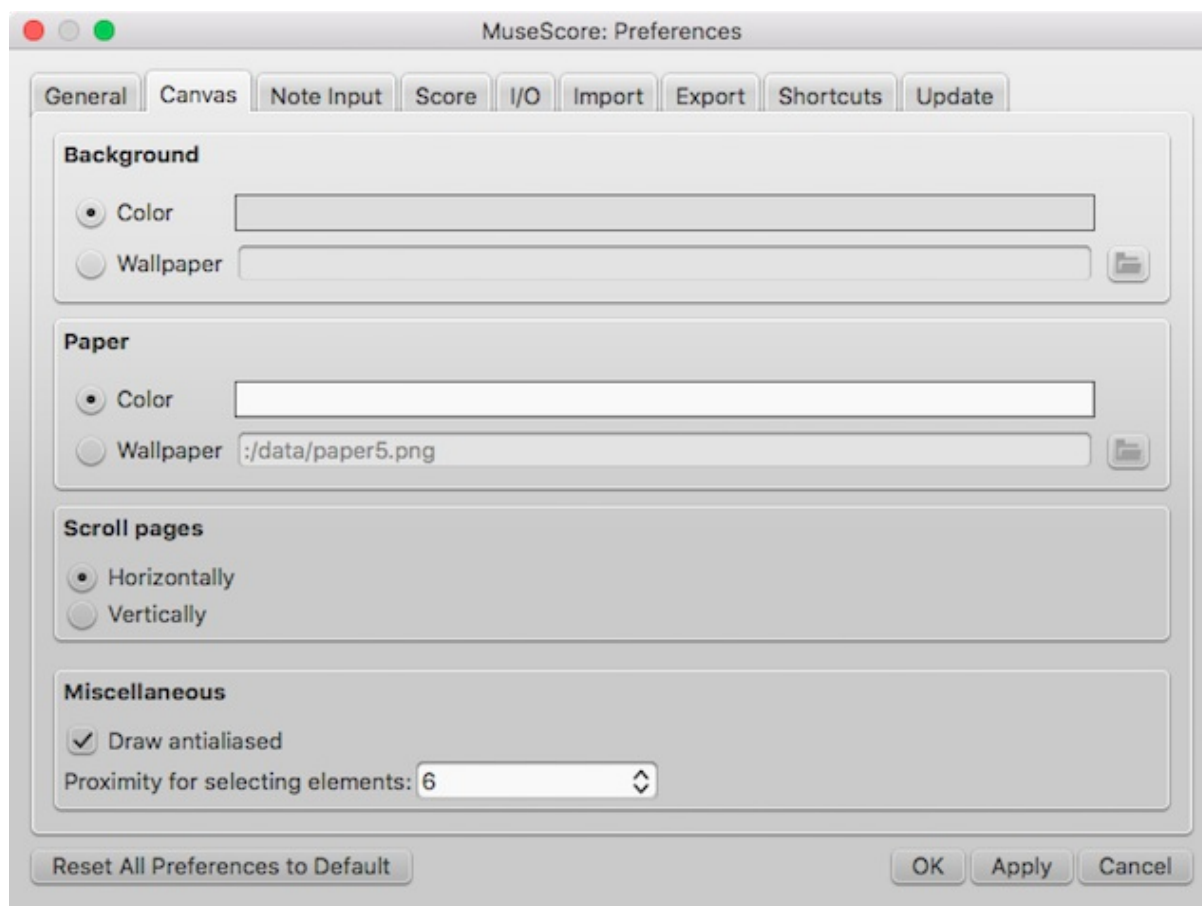 MuseScore: Preferences
General Canvas Note Input Score I/O Import Export Shortcuts Update
Background
Color
Wallpaper
Paper
Color
Wallpaper :/data/paper5.png
Scroll pages
Horizontally
Vertically
Miscellaneous
Draw antialiased
Proximity for selecting elements: 6
Reset All Preferences to Default OK Apply Cancel